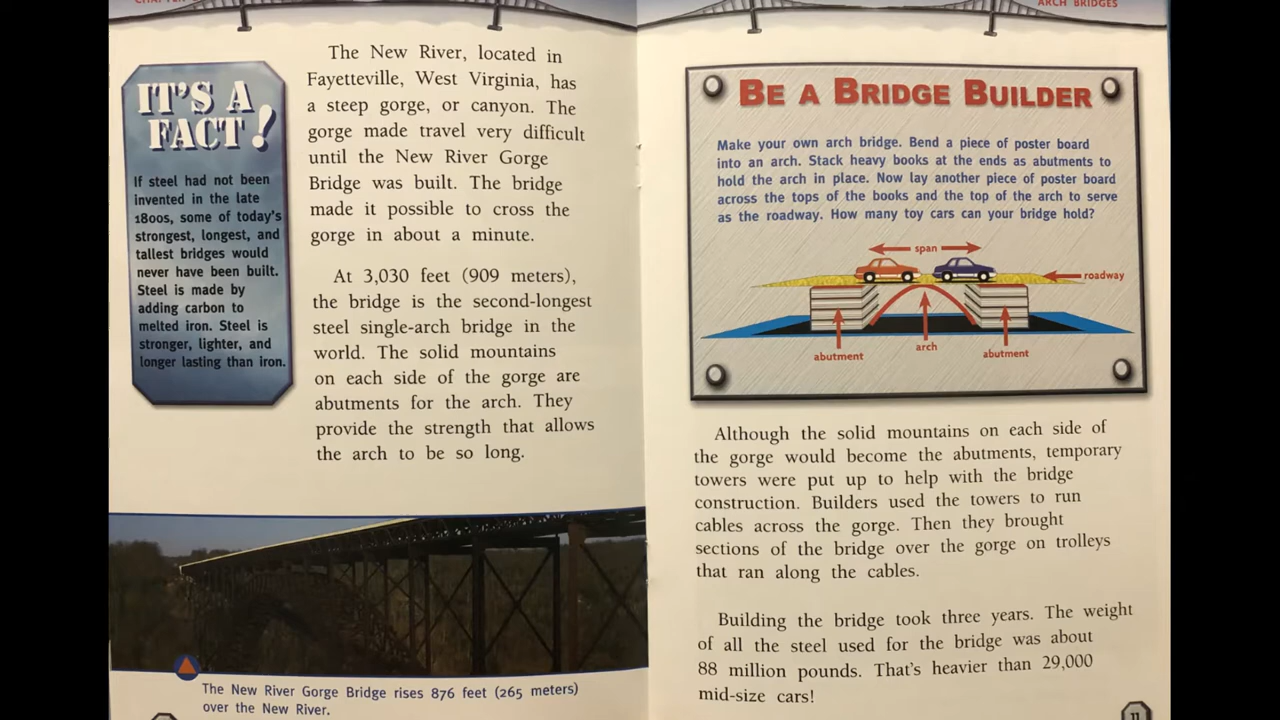 The New River, located in
Fayetteville, West Virginia, has
a steep gorge, or canyon. The
gorge made travel very difficult
until the New River Gorge
Bridge was built. The bridge
made it possible to cross the
gorge in about a minute.
At 3,030 feet (909 meters),
the bridge is the second-longest
steel single-arch bridge in the
world. The solid mountains
on each side of the gorge are
abutments for the arch. They
provide the strength that allows
the arch to be so long.
IT'S A
FACT!
If steel had not been
invented in the late
1800s, some of today's
strongest, longest, and
tallest bridges would
never have been built.
Steel is made by
adding carbon to
melted iron. Steel is
stronger, lighter, and
longer lasting than iron.
The New River Gorge Bridge rises 876 feet (265 meters)
over the New River.
ARCH BRIDGES
BE A BRIDGE BUILDER
Make your own arch bridge. Bend a piece of poster board
into an arch. Stack heavy books at the ends as abutments to
hold the arch in place. Now lay another piece of poster board
across the tops of the books and the top of the arch to serve
as the roadway. How many toy cars can your bridge hold?
span
roadway
abutment
arch
abutment
Although the solid mountains on each side of
the gorge would become the abutments, temporary
towers were put up to help with the bridge
construction. Builders used the towers to run
cables across the gorge. Then they brought
sections of the bridge over the gorge on trolleys
that ran along the cables.
Building the bridge took three years. The weight
of all the steel used for the bridge was about
88 million pounds. That's heavier than 29,000
mid-size cars!
11